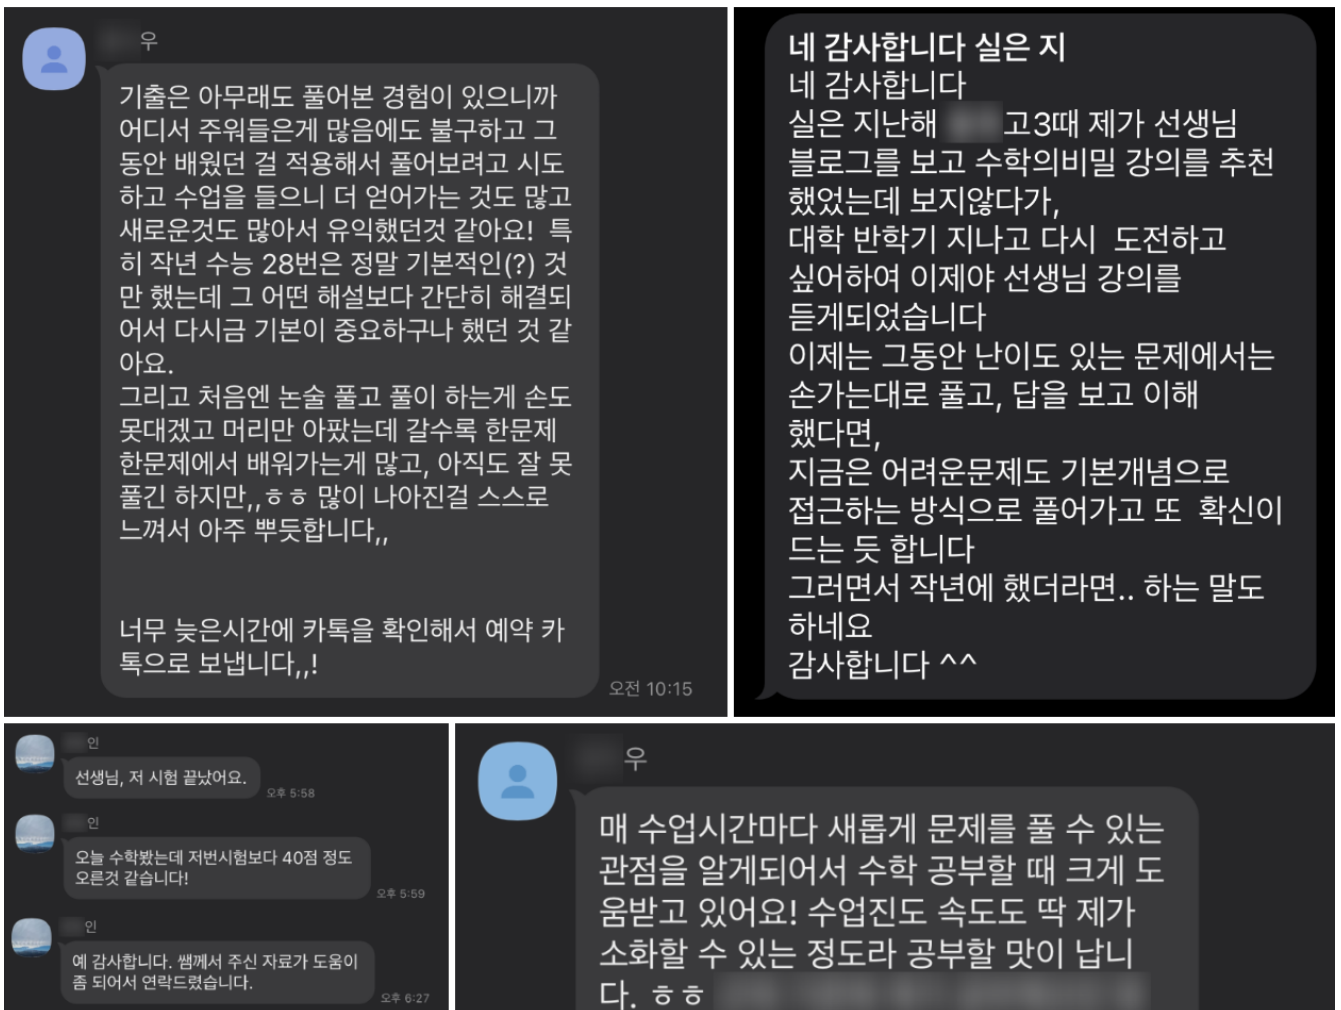 우
기출은 아무래도 풀어본 경험이 있으니까
어디서 주워들은게 많음에도 불구하고 그
동안 배웠던 걸 적용해서 풀어보려고 시도
하고 수업을 들으니 더 얻어가는 것도 많고
새로운것도 많아서 유익했던것 같아요! 특
히 작년 수능 28번은 정말 기본적인(?) 것
만 했는데 그 어떤 해설보다 간단히 해결되
어서 다시금 기본이 중요하구나 했던 것 같
아요.
그리고 처음엔 논술 풀고 풀이 하는게 손도
못대겠고 머리만 아팠는데 갈수록 한문제
한문제에서 배워가는게 많고, 아직도 잘 못
풀긴 하지만,,ㅎㅎ 많이 나아진걸 스스로
느껴서 아주 뿌듯합니다,,
너무 늦은시간에 카톡을 확인해서 예약 카
톡으로 보냅니다,,!
오전 10:15
네 감사합니다 실은 지
네 감사합니다
실은 지난해 고3때 제가 선생님
블로그를 보고 수학의비밀 강의를 추천
했었는데 보지않다가,
대학 반학기 지나고 다시 도전하고
싶어하여 이제야 선생님 강의를
듣게되었습니다
이제는 그동안 난이도 있는 문제에서는
손가는대로 풀고, 답을 보고 이해
했다면,
지금은 어려운문제도 기본개념으로
접근하는 방식으로 풀어가고 또 확신이
드는 듯 합니다
그러면서 작년에 했더라면.. 하는 말도
하네요
감사합니다 ^^
인
선생님, 저 시험 끝났어요.
오후 5:58
인
오늘 수학봤는데 저번시험보다 40점 정도
오른것 같습니다!
오후 5:59
인
예 감사합니다. 쌤께서 주신 자료가 도움이
좀 되어서 연락드렸습니다.
오후 6:27
우
매 수업시간마다 새롭게 문제를 풀 수 있는
관점을 알게되어서 수학 공부할 때 크게 도
움받고 있어요! 수업진도 속도도 딱 제가
소화할 수 있는 정도라 공부할 맛이 납니
다. ㅎㅎ